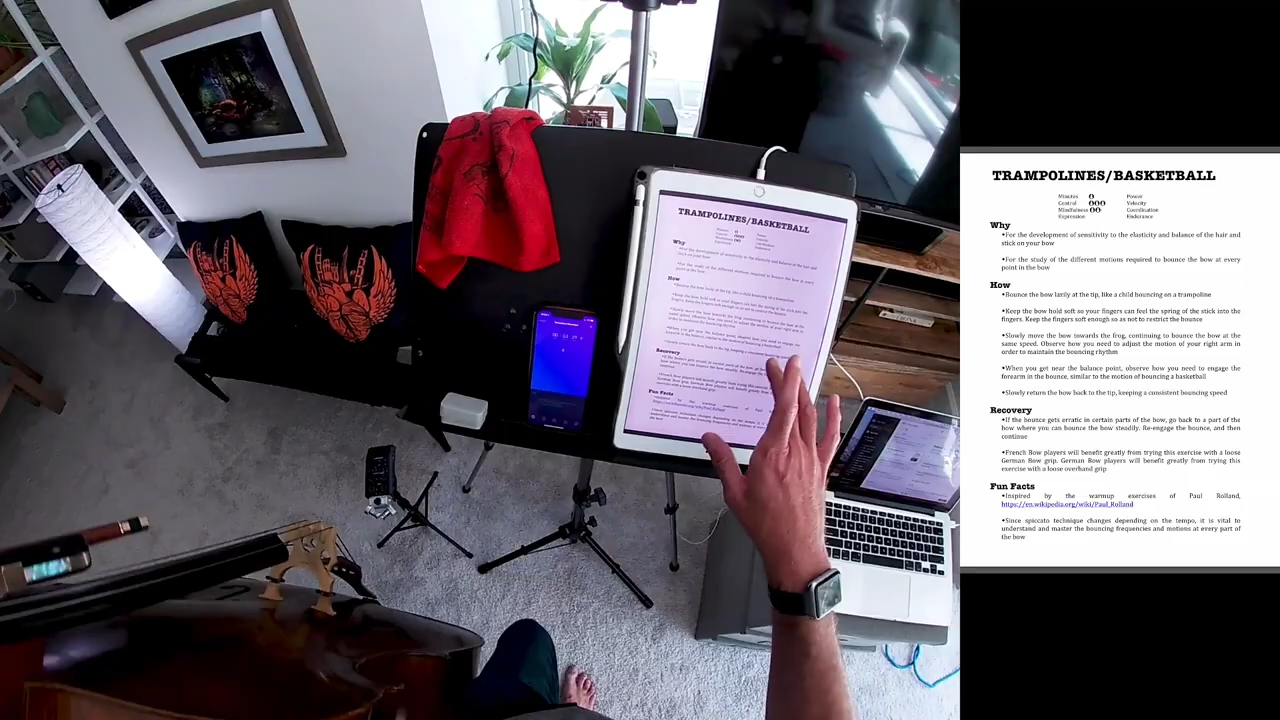 TRAMPOLINES/BASKETBALL
Why
How
Recovery
Fun Facts
TRAMPOLINES/BASKETBALL
Minutes
Power
Control
Velocity
Mindfulness
Coordination
Expression
Endurance
Why
•For the development of sensitivity to the elasticity and balance of the hair and
stick on your bow
•For the study of the different motions required to bounce the bow at every
point in the bow
How
•Bounce the bow lazily at the tip, like a child bouncing on a trampoline
•Keep the bow hold soft so your fingers can feel the spring of the stick into the
fingers. Keep the fingers soft enough so as not to restrict the bounce
•Slowly move the bow towards the frog, continuing to bounce the bow at the
same speed. Observe how you need to adjust the motion of your right arm in
order to maintain the bouncing rhythm
•When you get near the balance point, observe how you need to engage the
forearm in the bounce, similar to the motion of bouncing a basketball
•Slowly return the bow back to the tip, keeping a consistent bouncing speed
Recovery
•If the bounce gets erratic in certain parts of the bow, go back to a part of the
bow where you can bounce the bow steadily. Re-engage the bounce, and then
continue
•French Bow players will benefit greatly from trying this exercise with a loose
German Bow grip. German Bow players will benefit greatly from trying this
exercise with a loose overhand grip
Fun Facts
•Inspired by the warmup exercises of Paul Rolland,
https://en.wikipedia.org/wiki/Paul_Rolland
•Since spiccato technique changes depending on the tempo, it is vital to
understand and master the bouncing frequencies and motions at every part of
the bow